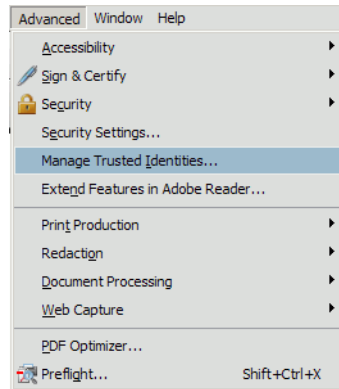 Advanced Window Help
Accessibility
Sign & Certify
Security
Security Settings...
Manage Trusted Identities...
Extend Features in Adobe Reader...
Print Production
Redaction
Document Processing
Web Capture
PDF Optimizer...
Preflight... Shift+Ctrl+X